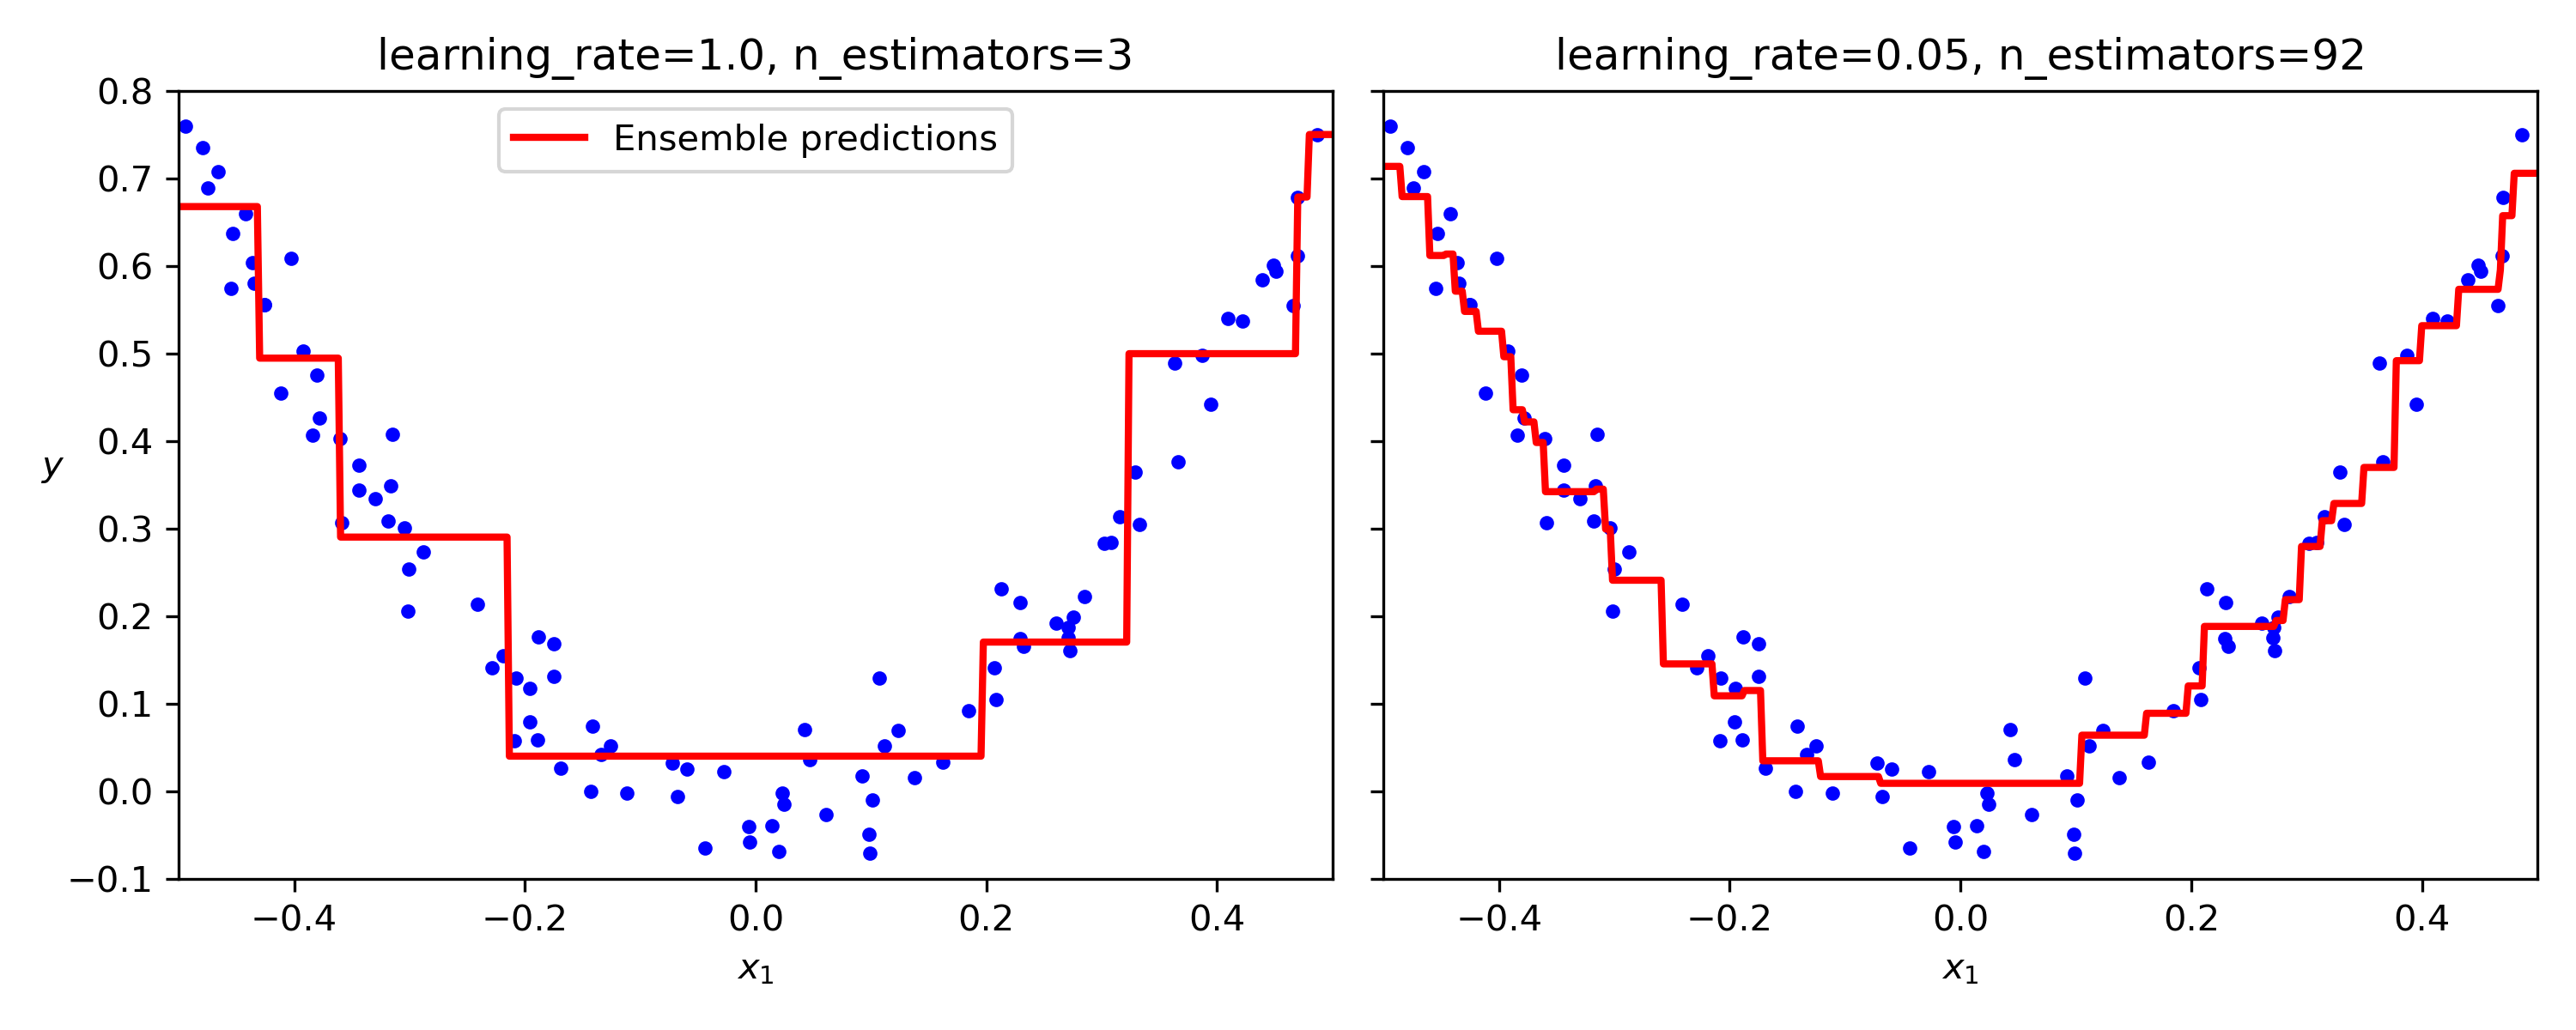 learning_rate=1.0, n_estimators=3
Ensemble predictions
0.8
0.7
0.6
0.5
0.4
0.3
0.2
0.1
0.0
−0.1
y
−0.4 −0.2 0.0 0.2 0.4
x₁
learning_rate=0.05, n_estimators=92
−0.4 −0.2 0.0 0.2 0.4
x₁